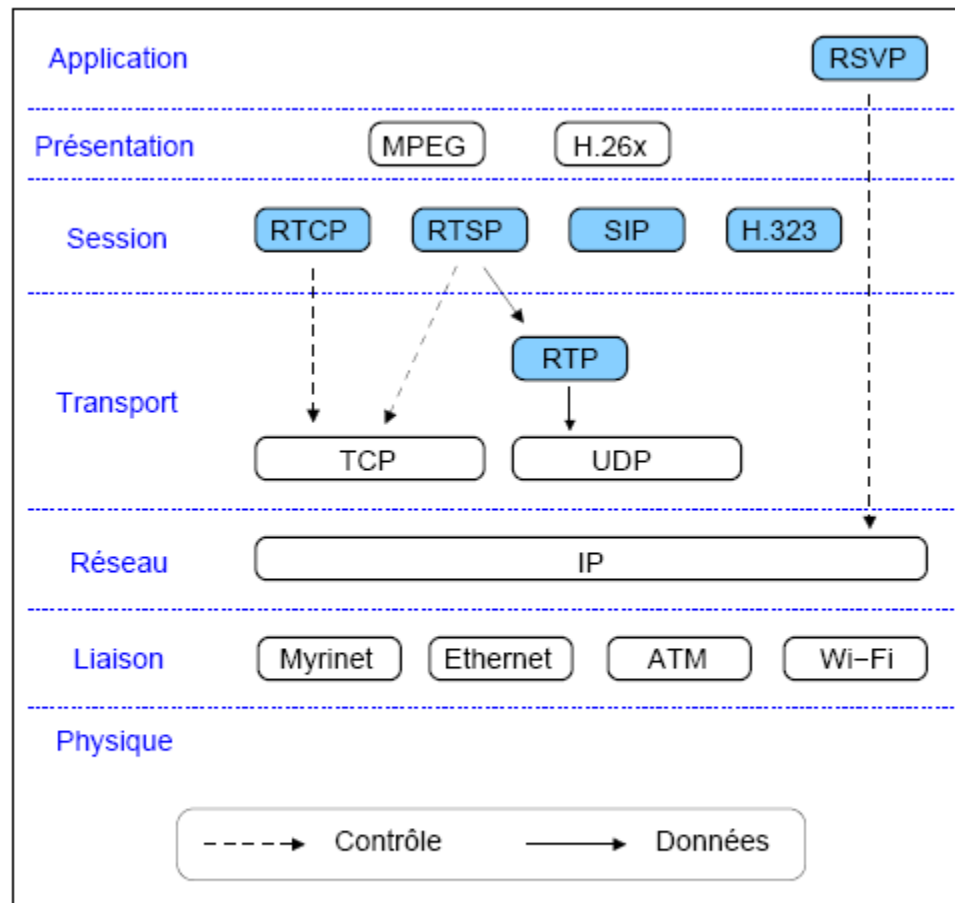 Application
RSVP
Présentation
MPEG
H.26x
Session
RTCP
RTSP
SIP
H.323
Transport
RTP
TCP
UDP
Réseau
IP
Liaison
Myrinet
Ethernet
ATM
Wi−Fi
Physique
Contrôle
Données